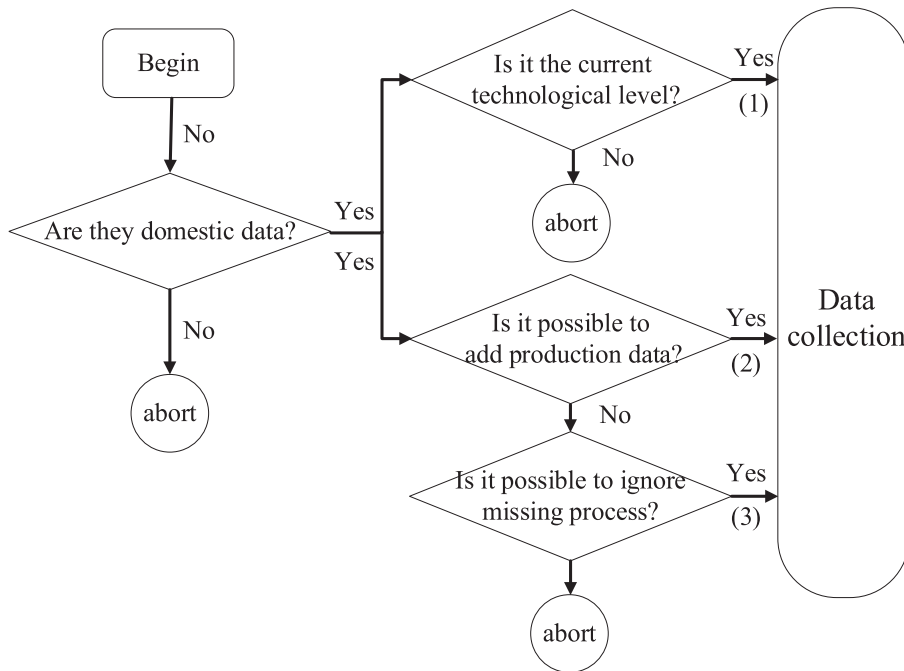 Begin
No
Are they domestic data?
No
abort
Yes
Yes
Is it the current
technological level?
Yes
(1)
No
abort
Is it possible to
add production data?
Yes
(2)
No
Is it possible to ignore
missing process?
Yes
(3)
abort
Data
collection